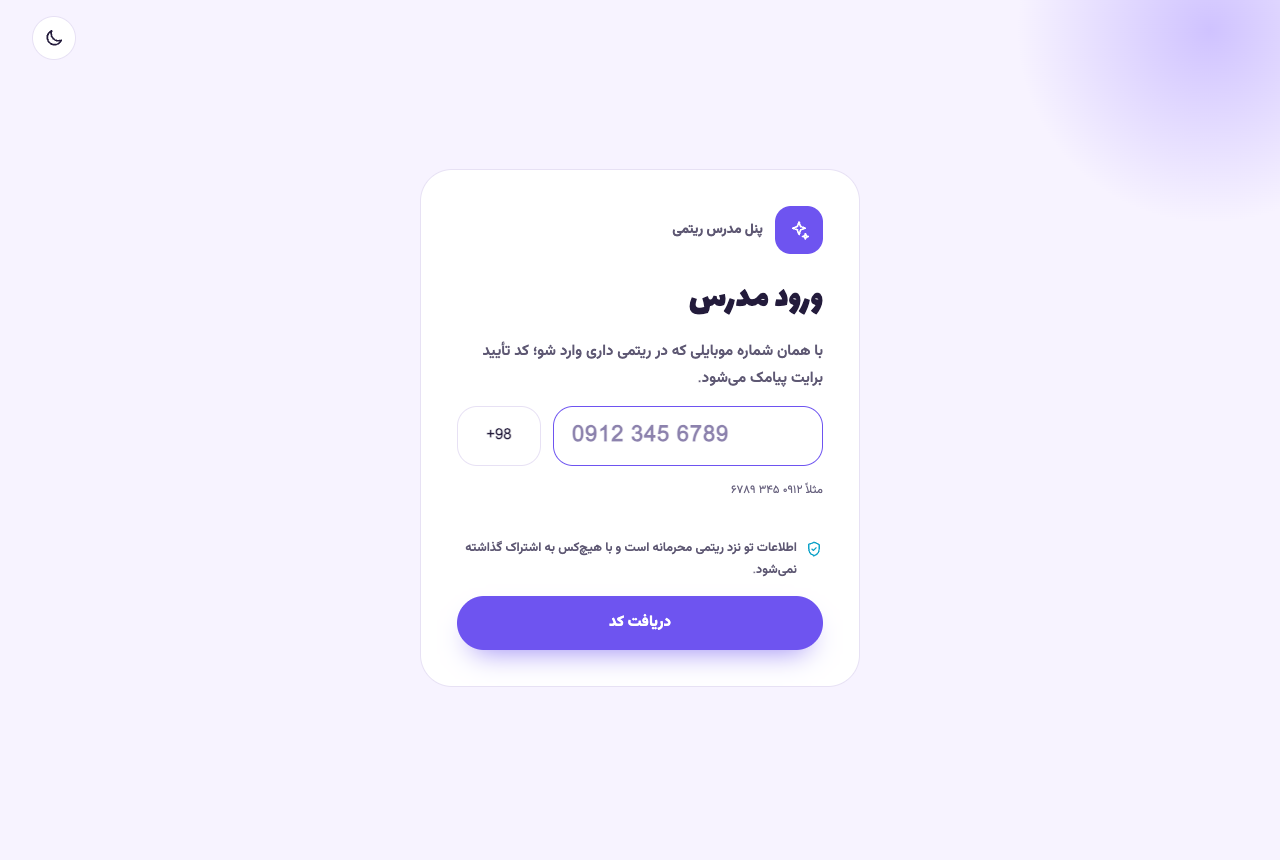 پنل مدرس ریتمی
ورود مدرس
با همان شماره موبایلی که در ریتمی داری وارد شو؛ کد تأیید
برایت پیامک می‌شود.
0912 345 6789
+98
مثلاً ۰۹۱۲ ۳۴۵ ۶۷۸۹
اطلاعات تو نزد ریتمی محرمانه است و با هیچ‌کس به اشتراک گذاشته
نمی‌شود.
دریافت کد